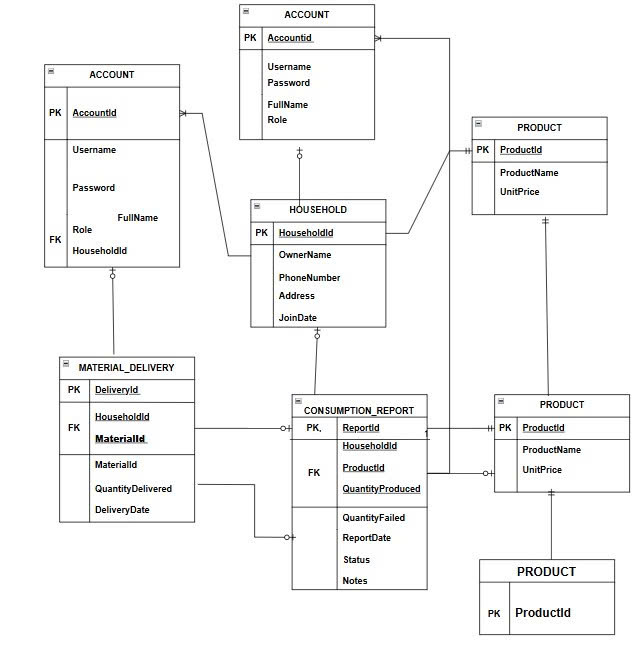 ACCOUNT
PK Accountid
Username
Password
FullName
Role
ACCOUNT
PK AccountId
Username
Password
FullName
Role
FK
HouseholdId
PRODUCT
PK ProductId
ProductName
UnitPrice
HOUSEHOLD
PK HouseholdId
OwnerName
PhoneNumber
Address
JoinDate
MATERIAL_DELIVERY
PK DeliveryId
HouseholdId
FK
MaterialId
MaterialId
QuantityDelivered
DeliveryDate
CONSUMPTION_REPORT
PK, ReportId
1
HouseholdId
FK ProductId
QuantityProduced
QuantityFailed
ReportDate
Status
Notes
PRODUCT
PK ProductId
ProductName
UnitPrice
PRODUCT
PK ProductId